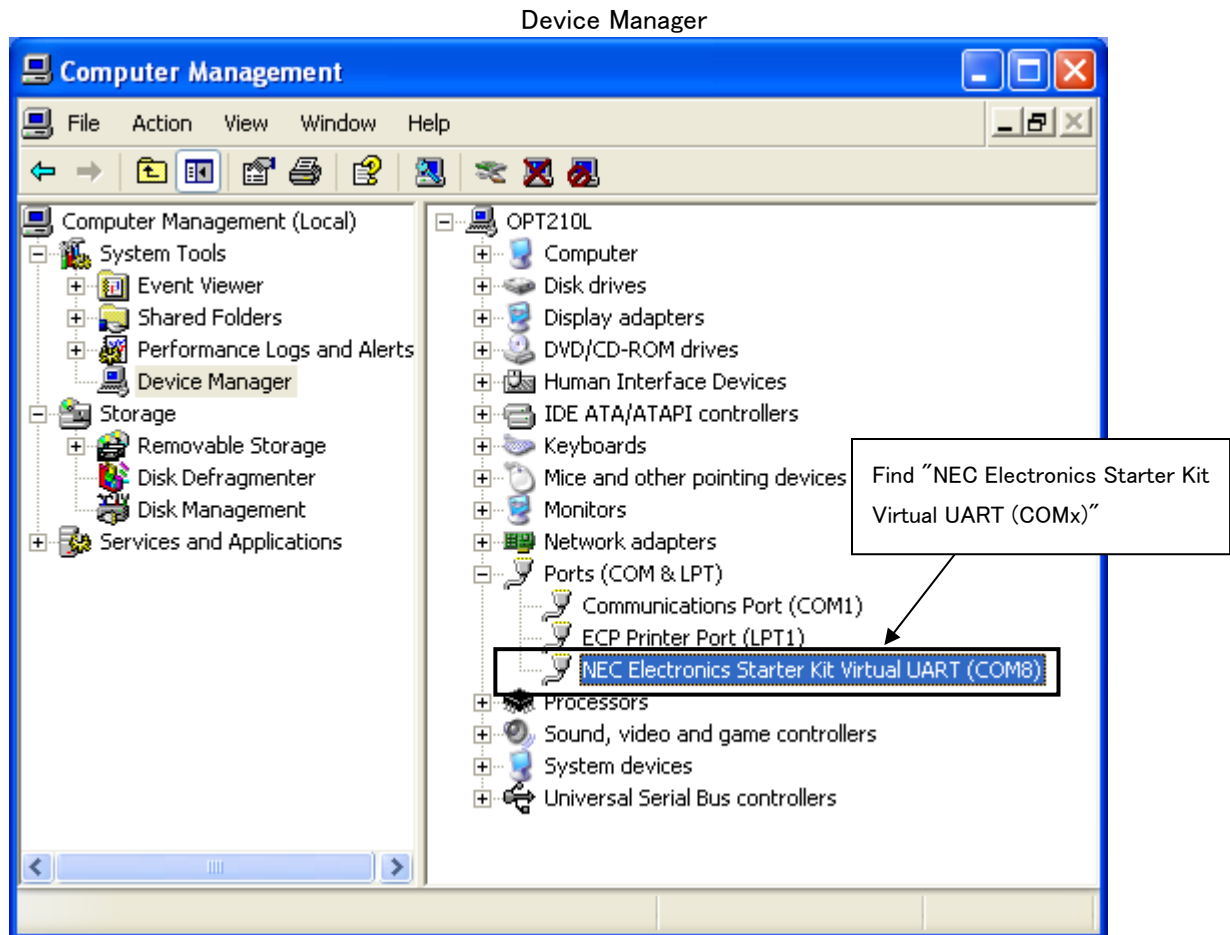 Device Manager
Computer Management
File Action View Window Help
Computer Management (Local)
System Tools
Event Viewer
Shared Folders
Performance Logs and Alerts
Device Manager
Storage
Removable Storage
Disk Defragmenter
Disk Management
Services and Applications
OPT210L
Computer
Disk drives
Display adapters
DVD/CD-ROM drives
Human Interface Devices
IDE ATA/ATAPI controllers
Keyboards
Mice and other pointing devices
Monitors
Network adapters
Ports (COM & LPT)
Communications Port (COM1)
ECP Printer Port (LPT1)
NEC Electronics Starter Kit Virtual UART (COM8)
Processors
Sound, video and game controllers
System devices
Universal Serial Bus controllers
Find "NEC Electronics Starter Kit
Virtual UART (COMx)"